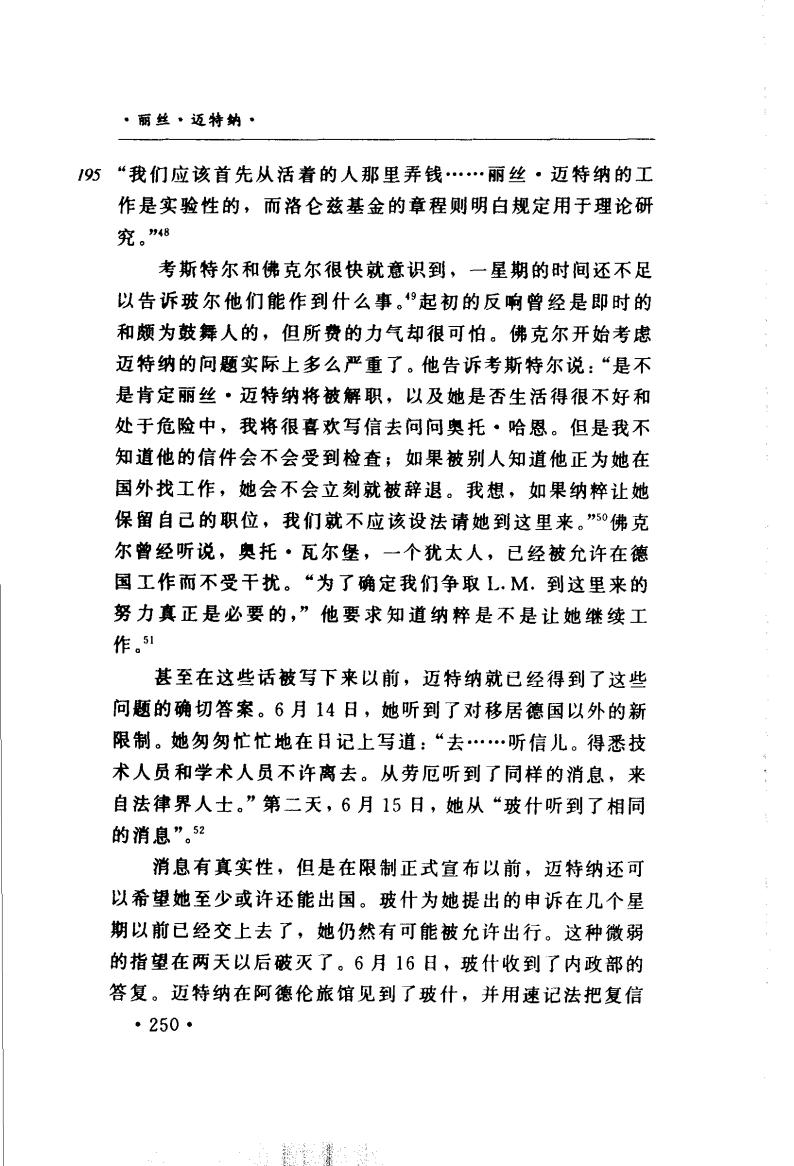 ·丽丝·迈特纳·
195 “我们应该首先从活着的人那里弄钱……丽丝·迈特纳的工
作是实验性的，而洛仑兹基金的章程则明白规定用于理论研
究。”48
考斯特尔和佛克尔很快就意识到，一星期的时间还不足
以告诉玻尔他们能作到什么事。49起初的反响曾经是即时的
和颇为鼓舞人的，但所费的力气却很可怕。佛克尔开始考虑
迈特纳的问题实际上多么严重了。他告诉考斯特尔说：“是不
是肯定丽丝·迈特纳将被解职，以及她是否生活得很不好和
处于危险中，我将很喜欢写信去问问奥托·哈恩。但是我不
知道他的信件会不会受到检查；如果被别人知道他正为她在
国外找工作，她会不会立刻就被辞退。我想，如果纳粹让她
保留自己的职位，我们就不应该设法请她到这里来。”50佛克
尔曾经听说，奥托·瓦尔堡，一个犹太人，已经被允许在德
国工作而不受干扰。“为了确定我们争取 L.M. 到这里来的
努力真正是必要的，”他要求知道纳粹是不是让她继续工
作。51
甚至在这些话被写下来以前，迈特纳就已经得到了这些
问题的确切答案。6月14日，她听到了对移居德国以外的新
限制。她匆匆忙忙地在日记上写道：“去……听信儿。得悉技
术人员和学术人员不许离去。从劳厄听到了同样的消息，来
自法律界人士。”第二天，6月15日，她从“玻什听到了相同
的消息”。52
消息有真实性，但是在限制正式宣布以前，迈特纳还可
以希望她至少或许还能出国。玻什为她提出的申诉在几个星
期以前已经交上去了，她仍然有可能被允许出行。这种微弱
的指望在两天以后破灭了。6月16日，玻什收到了内政部的
答复。迈特纳在阿德伦旅馆见到了玻什，并用速记法把复信
·250·